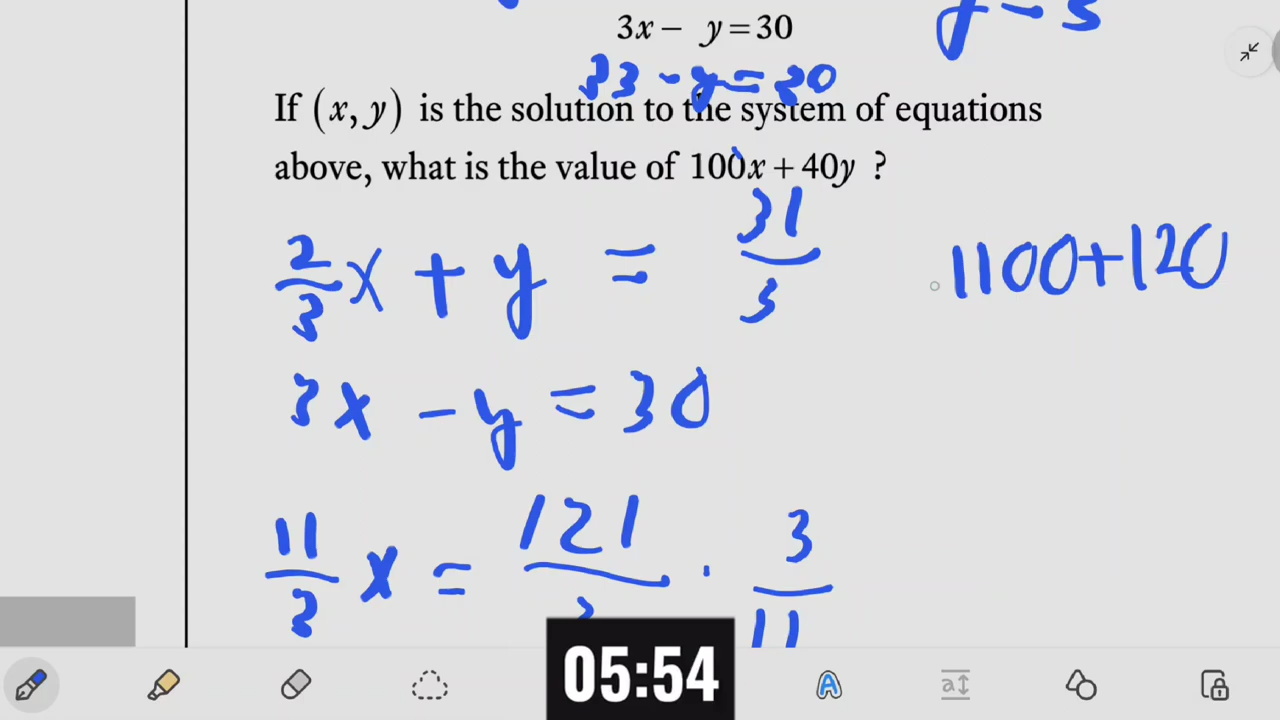 3x − y = 30
y - 3
33 - y = 30
If (x, y) is the solution to the system of equations
above, what is the value of 100x + 40y ?
2/3 x + y = 31/3
1100+120
3x - y = 30
11/3 x = 121/3 · 3/11
05:54
A
a